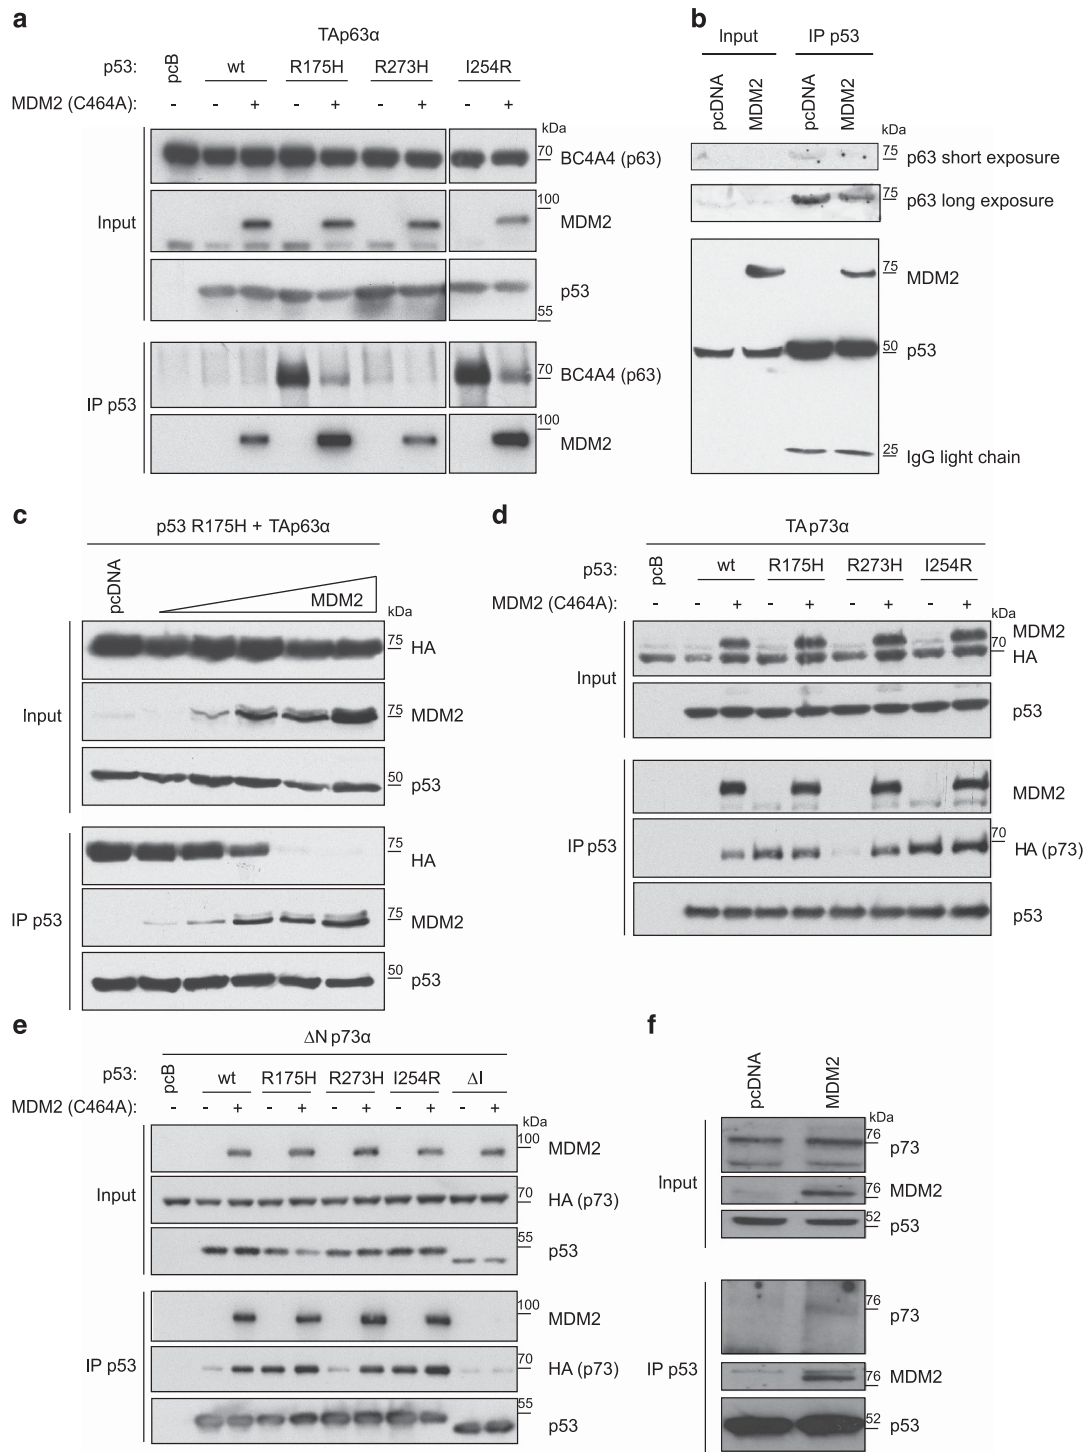 a
TAp63α
p53: pcB wt R175H R273H I254R
MDM2 (C464A): - - + - + - + - +
kDa
Input
70 BC4A4 (p63)
100
MDM2
p53
55
IP p53
70 BC4A4 (p63)
100
MDM2
b
Input IP p53
pcDNA MDM2 pcDNA MDM2
kDa
75 p63 short exposure
75 p63 long exposure
75 MDM2
50 p53
25 IgG light chain
c
p53 R175H + TAp63α
pcDNA MDM2
kDa
Input
75 HA
75 MDM2
50 p53
IP p53
75 HA
75 MDM2
50 p53
d
TAp73α
p53: pcB wt R175H R273H I254R
MDM2 (C464A): - - + - + - + - +
kDa
Input
MDM2
70 HA
p53
IP p53
MDM2
70
HA (p73)
p53
e
ΔN p73α
p53: pcB wt R175H R273H I254R ΔI
MDM2 (C464A): - - + - + - + - + - +
kDa
Input
100 MDM2
70 HA (p73)
55 p53
IP p53
100 MDM2
70 HA (p73)
55 p53
f
pcDNA MDM2
kDa
Input
76 p73
76 MDM2
52 p53
IP p53
76 p73
76 MDM2
52 p53